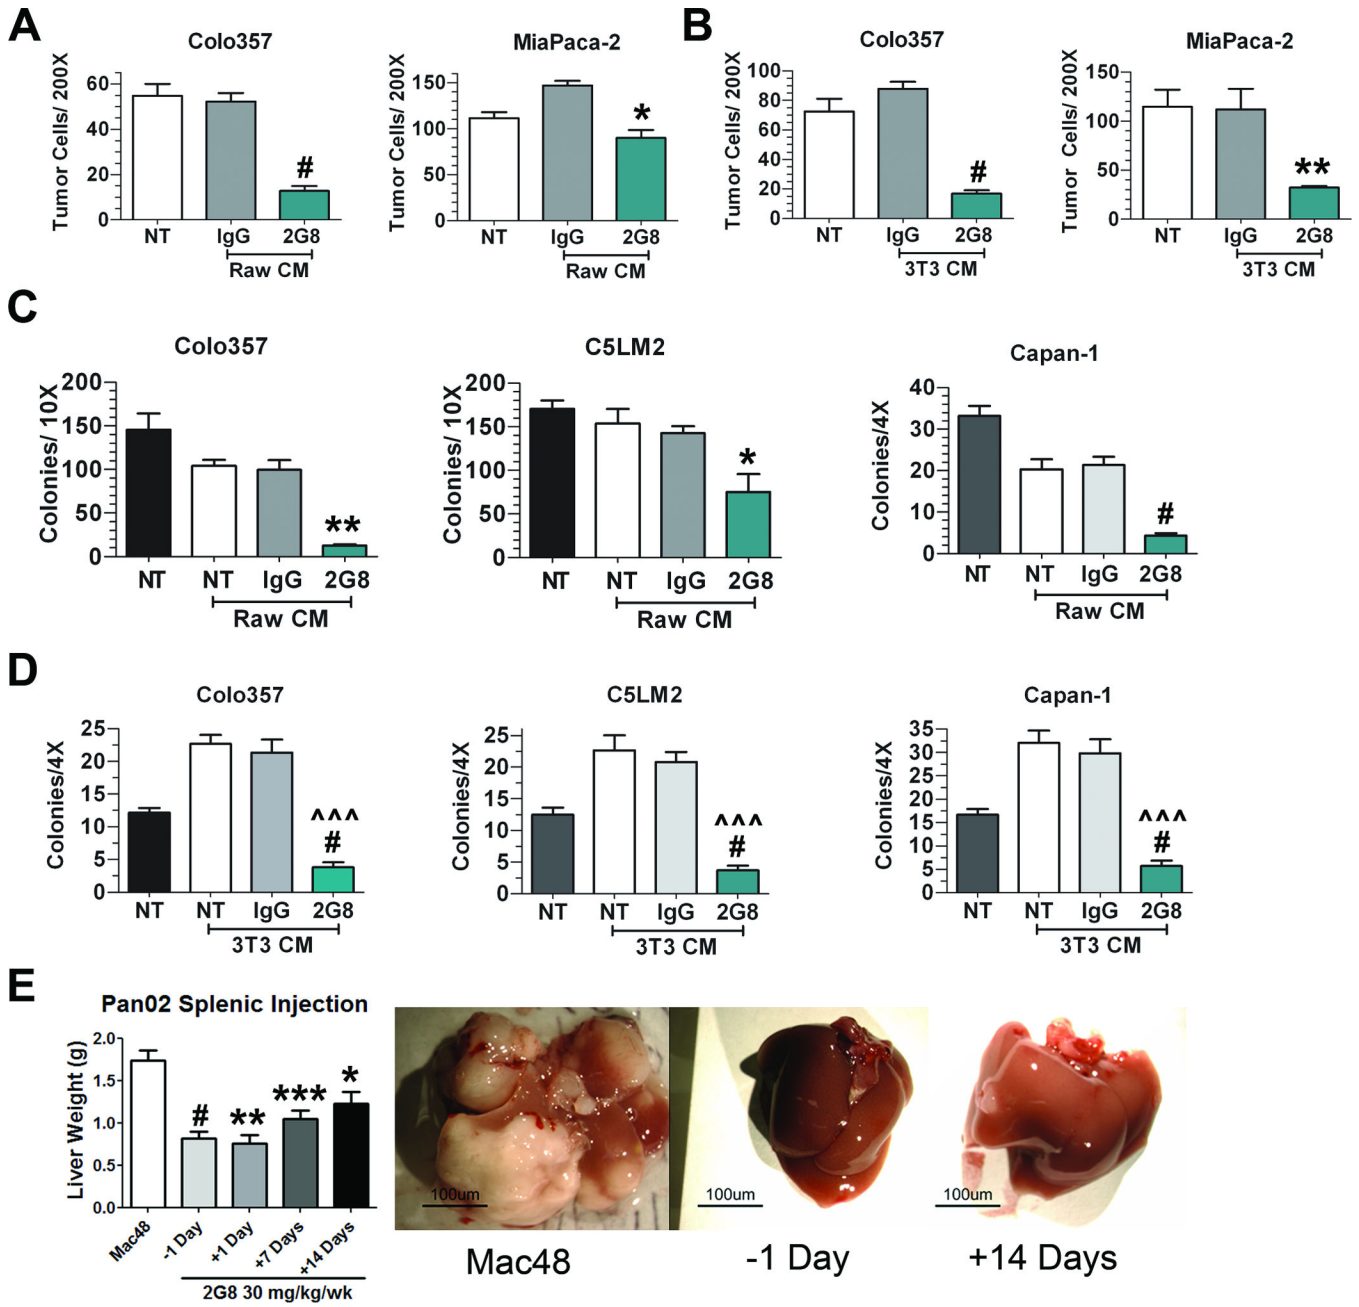 A
B
Colo357
MiaPaca-2
Colo357
MiaPaca-2
Tumor Cells/ 200X
60
40
20
0
#
NT
IgG
2G8
Raw CM
Tumor Cells/ 200X
150
100
50
0
*
NT
IgG
2G8
Raw CM
Tumor Cells/ 200X
100
80
60
40
20
0
#
NT
IgG
2G8
3T3 CM
Tumor Cells/ 200X
150
100
50
0
**
NT
IgG
2G8
3T3 CM
C
Colo357
Colonies/ 10X
200
150
100
50
0
**
NT
NT
IgG
2G8
Raw CM
C5LM2
Colonies/ 10X
200
150
100
50
0
*
NT
NT
IgG
2G8
Raw CM
Capan-1
Colonies/4X
40
30
20
10
0
#
NT
NT
IgG
2G8
Raw CM
D
Colo357
Colonies/4X
25
20
15
10
5
0
^^^
#
NT
NT
IgG
2G8
3T3 CM
C5LM2
Colonies/4X
25
20
15
10
5
0
^^^
#
NT
NT
IgG
2G8
3T3 CM
Capan-1
Colonies/4X
35
30
25
20
15
10
5
0
^^^
#
NT
NT
IgG
2G8
3T3 CM
E
Pan02 Splenic Injection
Liver Weight (g)
2.0
1.5
1.0
0.5
0.0
#
**
***
*
Mac48
-1 Day
+1 Day
+7 Days
+14 Days
2G8 30 mg/kg/wk
100um
Mac48
100um
-1 Day
100um
+14 Days